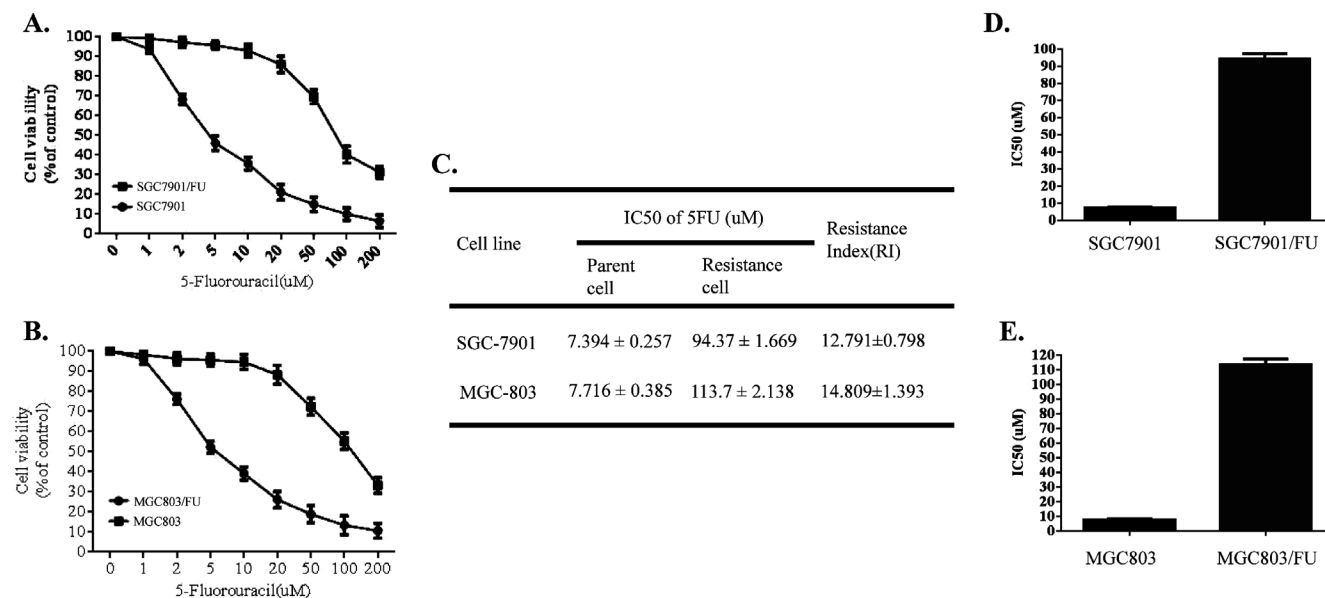 A.
Cell viability
(% of control)
100
90
80
70
60
50
40
30
20
10
0
SGC7901/FU
SGC7901
0 1 2 5 10 20 50 100 200
5-Fluorouracil(uM)
B.
Cell viability
(% of control)
100
90
80
70
60
50
40
30
20
10
0
MGC803/FU
MGC803
0 1 2 5 10 20 50 100 200
5-Fluorouracil(uM)
C.
Cell line
IC50 of 5FU (uM)
Resistance
Index(RI)
Parent
cell
Resistance
cell
SGC-7901 7.394 ± 0.257 94.37 ± 1.669 12.791±0.798
MGC-803 7.716 ± 0.385 113.7 ± 2.138 14.809±1.393
D.
IC50 (uM)
100
90
80
70
60
50
40
30
20
10
0
SGC7901 SGC7901/FU
E.
IC50 (uM)
120
110
100
90
80
70
60
50
40
30
20
10
0
MGC803 MGC803/FU